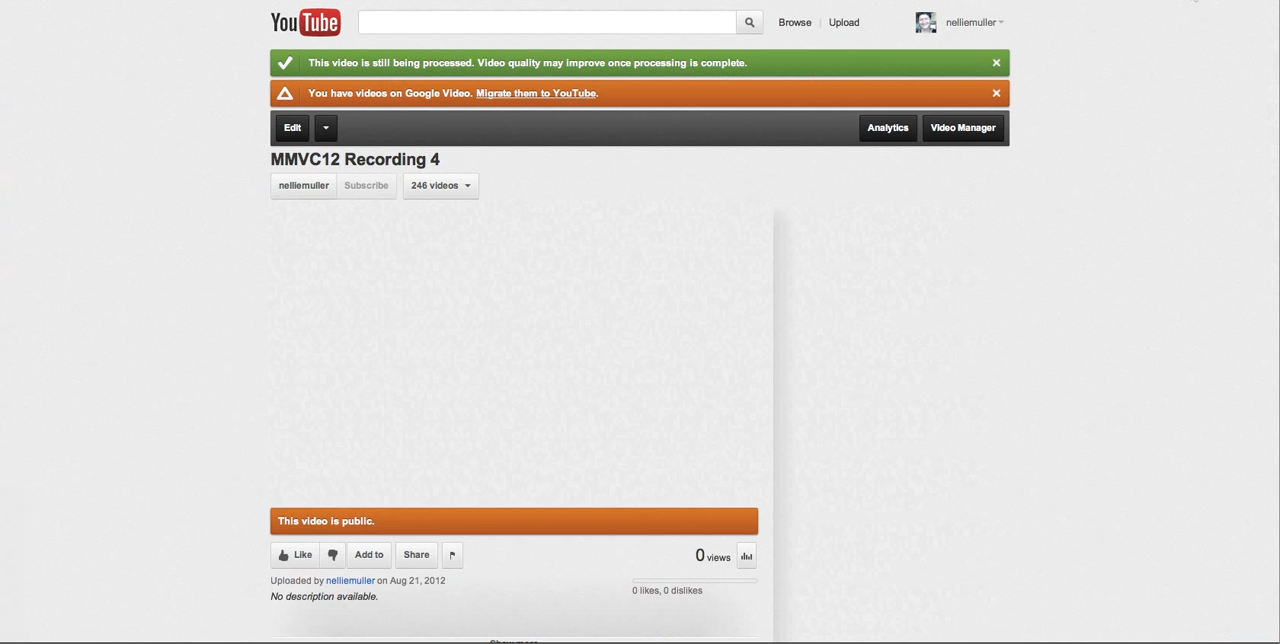 YouTube
Browse
Upload
nelliemuller
This video is still being processed. Video quality may improve once processing is complete.
You have videos on Google Video. Migrate them to YouTube.
Edit
Analytics
Video Manager
MMVC12 Recording 4
nelliemuller
Subscribe
246 videos
This video is public.
Like
Add to
Share
0 views
Uploaded by nelliemuller on Aug 21, 2012
0 likes, 0 dislikes
No description available.
Show more